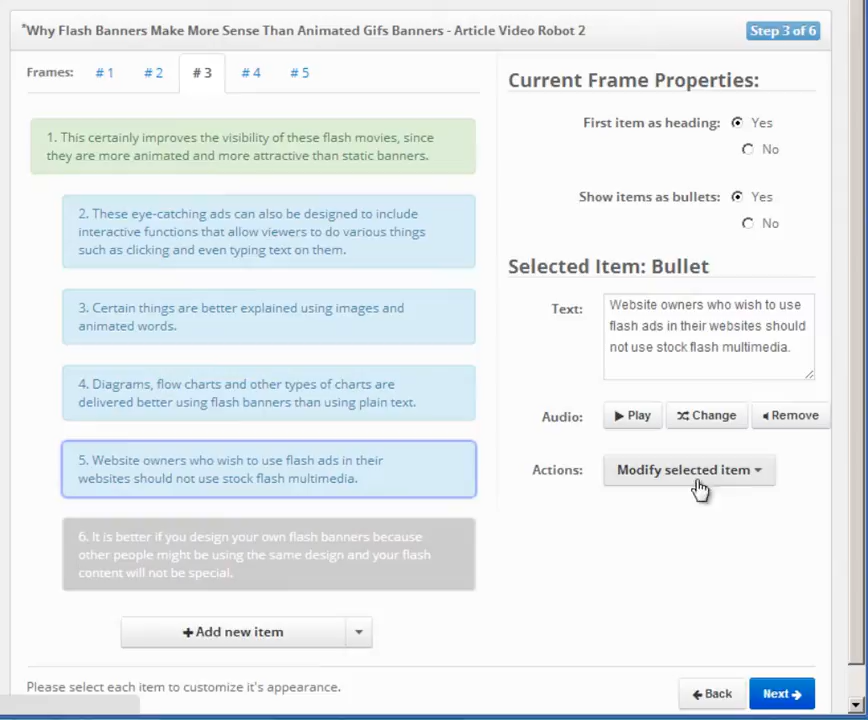 "Why Flash Banners Make More Sense Than Animated Gifs Banners - Article Video Robot 2
Step 3 of 6
Frames: # 1 # 2 # 3 # 4 # 5
1. This certainly improves the visibility of these flash movies, since
they are more animated and more attractive than static banners.
2. These eye-catching ads can also be designed to include
interactive functions that allow viewers to do various things
such as clicking and even typing text on them.
3. Certain things are better explained using images and
animated words.
4. Diagrams, flow charts and other types of charts are
delivered better using flash banners than using plain text.
5. Website owners who wish to use flash ads in their
websites should not use stock flash multimedia.
6. It is better if you design your own flash banners because
other people might be using the same design and your flash
content will not be special.
Add new item
Please select each item to customize it's appearance.
Current Frame Properties:
First item as heading: Yes
No
Show items as bullets: Yes
No
Selected Item: Bullet
Text:
Website owners who wish to use
flash ads in their websites should
not use stock flash multimedia.
Audio: Play Change Remove
Actions: Modify selected item
Back Next